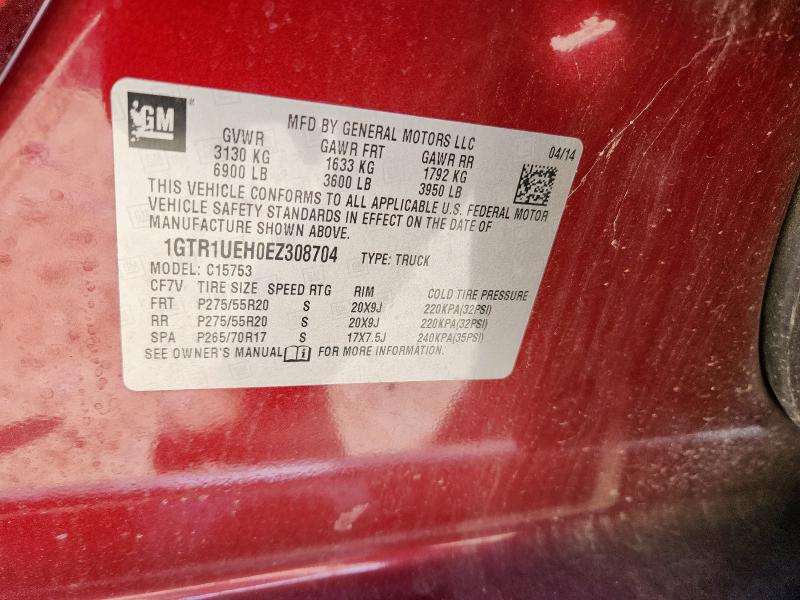 GM
MFD BY GENERAL MOTORS LLC
04/14
GVWR GAWR FRT GAWR RR
3130 KG 1633 KG 1792 KG
6900 LB 3600 LB 3950 LB
THIS VEHICLE CONFORMS TO ALL APPLICABLE U.S. FEDERAL MOTOR
VEHICLE SAFETY STANDARDS IN EFFECT ON THE DATE OF
MANUFACTURE SHOWN ABOVE.
1GTR1UEH0EZ308704 TYPE: TRUCK
MODEL: C15753
CF7V TIRE SIZE SPEED RTG RIM COLD TIRE PRESSURE
FRT P275/55R20 S 20X9J 220KPA(32PSI)
RR P275/55R20 S 20X9J 220KPA(32PSI)
SPA P265/70R17 S 17X7.5J 240KPA(35PSI)
SEE OWNER'S MANUAL FOR MORE INFORMATION.